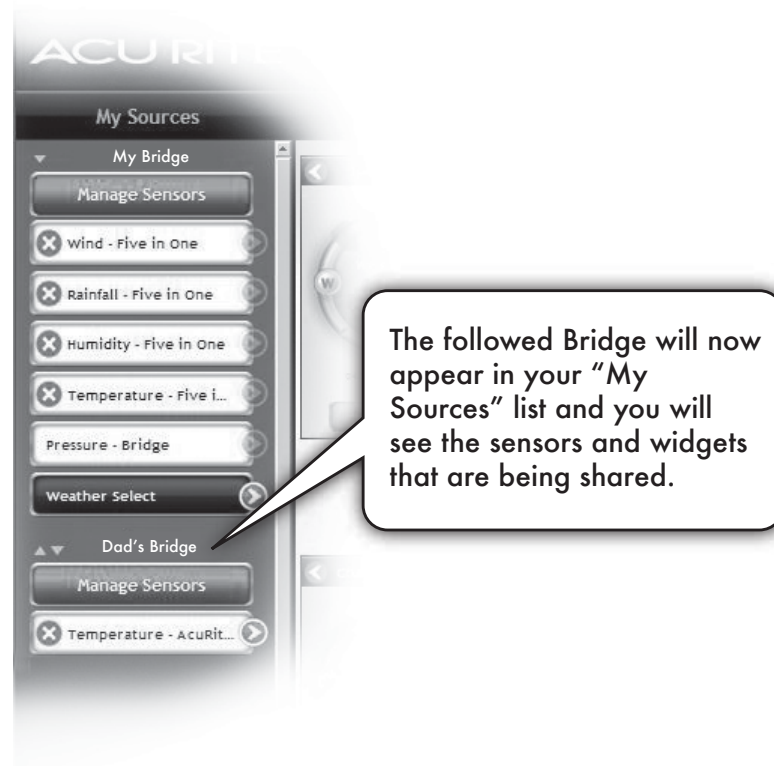 ACURITE
My Sources
My Bridge
Manage Sensors
Wind - Five in One
Rainfall - Five in One
Humidity - Five in One
Temperature - Five i...
Pressure - Bridge
Weather Select
Dad's Bridge
Manage Sensors
Temperature - AcuRit...
W
The followed Bridge will now
appear in your “My
Sources” list and you will
see the sensors and widgets
that are being shared.